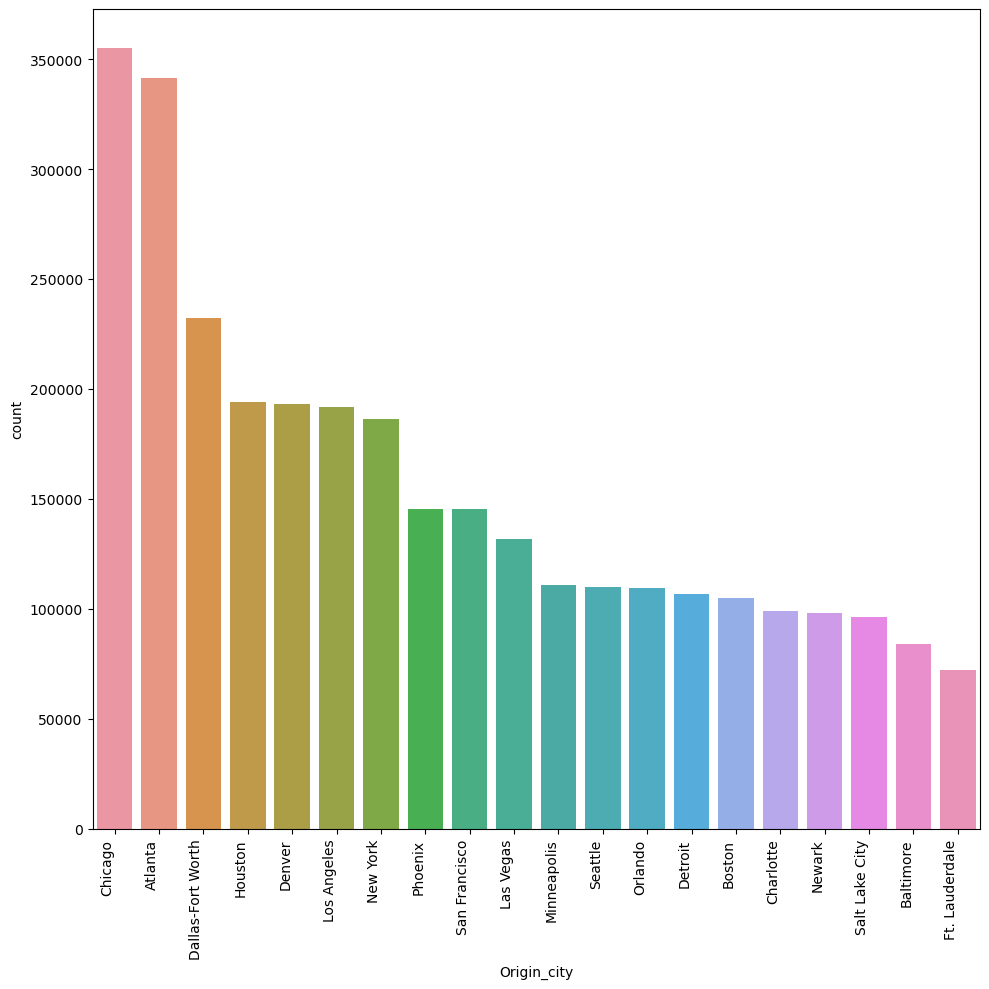 350000
300000
250000
200000
150000
100000
50000
0
count
Chicago
Atlanta
Dallas-Fort Worth
Houston
Denver
Los Angeles
New York
Phoenix
San Francisco
Las Vegas
Minneapolis
Seattle
Orlando
Detroit
Boston
Charlotte
Newark
Salt Lake City
Baltimore
Ft. Lauderdale
Origin_city